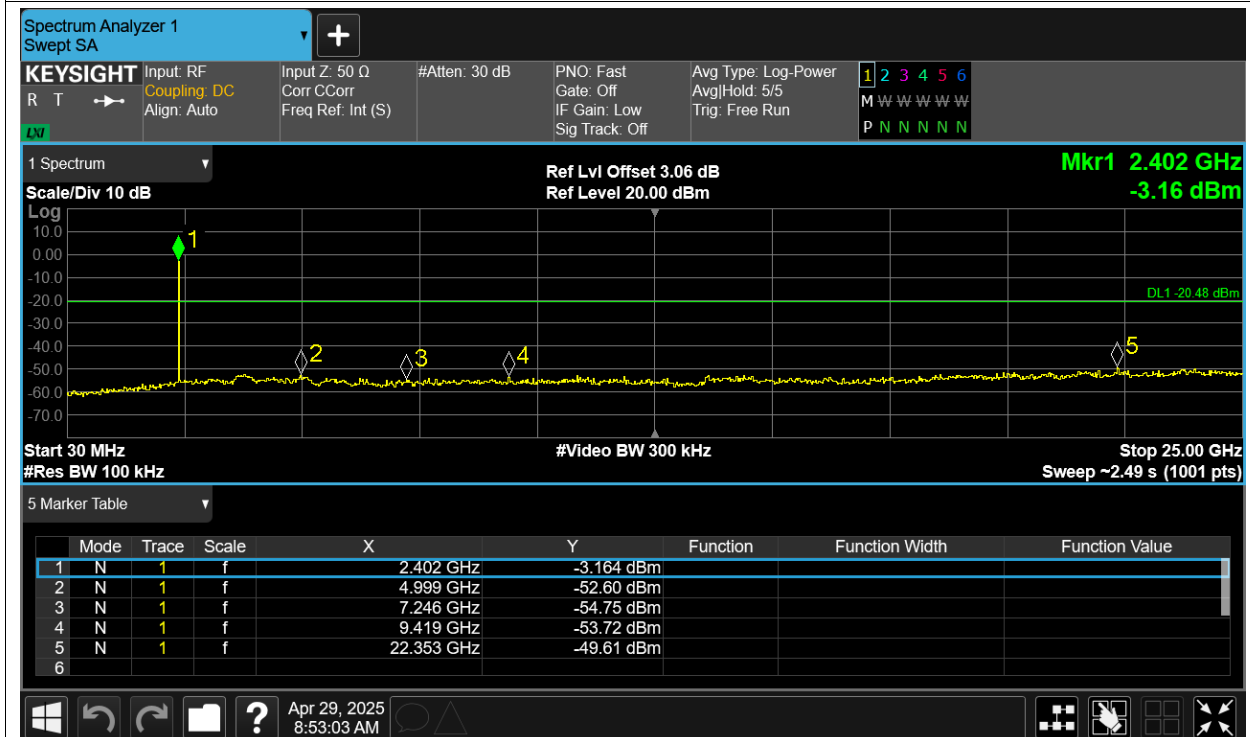 Spectrum Analyzer 1
Swept SA
+
KEYSIGHT
R T
LXI
Input: RF
Coupling: DC
Align: Auto
Input Z: 50 Ω
Corr CCorr
Freq Ref: Int (S)
#Atten: 30 dB
PNO: Fast
Gate: Off
IF Gain: Low
Sig Track: Off
Avg Type: Log-Power
Avg|Hold: 5/5
Trig: Free Run
1 2 3 4 5 6
M W W W W W
P N N N N N
1 Spectrum
Scale/Div 10 dB
Ref Lvl Offset 3.06 dB
Ref Level 20.00 dBm
Mkr1 2.402 GHz
-3.16 dBm
Log
10.0
0.00
-10.0
-20.0
-30.0
-40.0
-50.0
-60.0
-70.0
1
2
3
4
5
DL1 -20.48 dBm
Start 30 MHz
#Res BW 100 kHz
#Video BW 300 kHz
Stop 25.00 GHz
Sweep ~2.49 s (1001 pts)
5 Marker Table
Mode Trace Scale X Y Function Function Width Function Value
1 N 1 f 2.402 GHz -3.164 dBm
2 N 1 f 4.999 GHz -52.60 dBm
3 N 1 f 7.246 GHz -54.75 dBm
4 N 1 f 9.419 GHz -53.72 dBm
5 N 1 f 22.353 GHz -49.61 dBm
6
?
Apr 29, 2025
8:53:03 AM